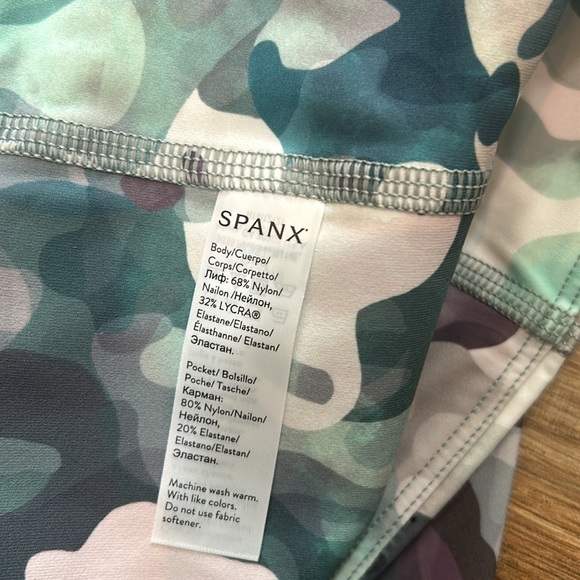 SPANX
Body/Cuerpo/
Corps/Corpetto/
Лиф: 68% Nylon/
Nailon /Нейлон,
32% LYCRA®
Elastane/Elastano/
Élasthanne/ Elastan/
Эластан.
Pocket/ Bolsillo/
Poche/ Tasche/
Карман:
80% Nylon/Nailon/
Нейлон,
20% Elastane/
Elastano/Elastan/
Эластан.
Machine wash warm.
With like colors.
Do not use fabric
softener.